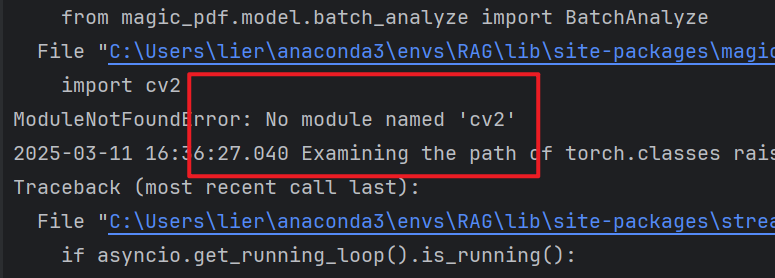 from magic_pdf.model.batch_analyze import BatchAnalyze
File "C:\Users\lier\anaconda3\envs\RAG\lib\site-packages\magic
import cv2
ModuleNotFoundError: No module named 'cv2'
2025-03-11 16:36:27.040 Examining the path of torch.classes rais
Traceback (most recent call last):
File "C:\Users\lier\anaconda3\envs\RAG\lib\site-packages\strea
if asyncio.get_running_loop().is_running():